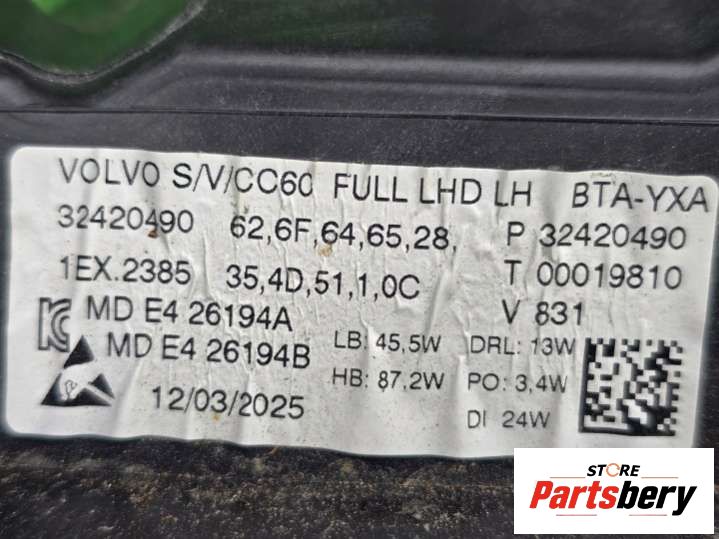 VOLVO S/V/CC60 FULL LHD LH BTA-YXA
32420490 62,6F,64,65,28, P 32420490
1EX.2385 35,4D,51,1,0C T 00019810
MD E4 26194A V 831
MD E4 26194B LB: 45,5W DRL: 13W
HB: 87,2W PO: 3,4W
12/03/2025 DI 24W
STORE
Partsbery